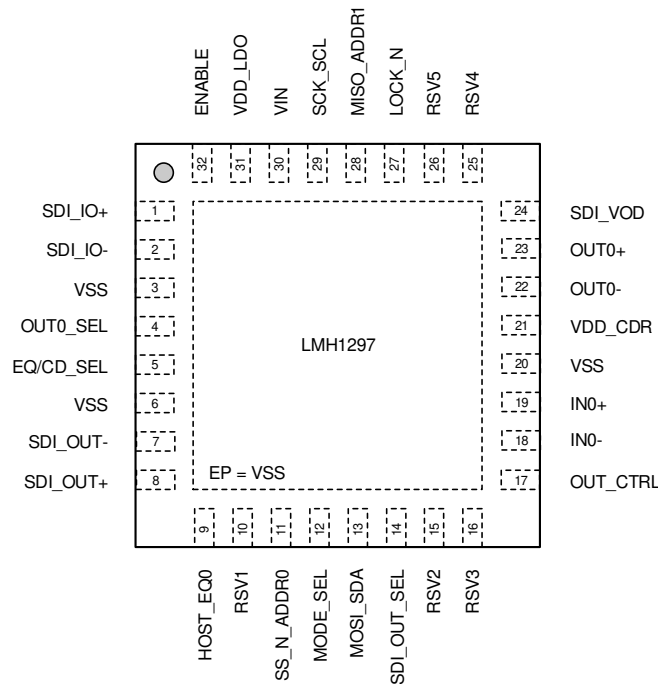 ENABLE
VDD_LDO
VIN
SCK_SCL
MISO_ADDR1
LOCK_N
RSV5
RSV4
32
31
30
29
28
27
26
25
SDI_IO+
1
SDI_IO-
2
VSS
3
OUT0_SEL
4
EQ/CD_SEL
5
VSS
6
SDI_OUT-
7
SDI_OUT+
8
LMH1297
EP = VSS
24
SDI_VOD
23
OUT0+
22
OUT0-
21
VDD_CDR
20
VSS
19
IN0+
18
IN0-
17
OUT_CTRL
9
10
11
12
13
14
15
16
HOST_EQ0
RSV1
SS_N_ADDR0
MODE_SEL
MOSI_SDA
SDI_OUT_SEL
RSV2
RSV3